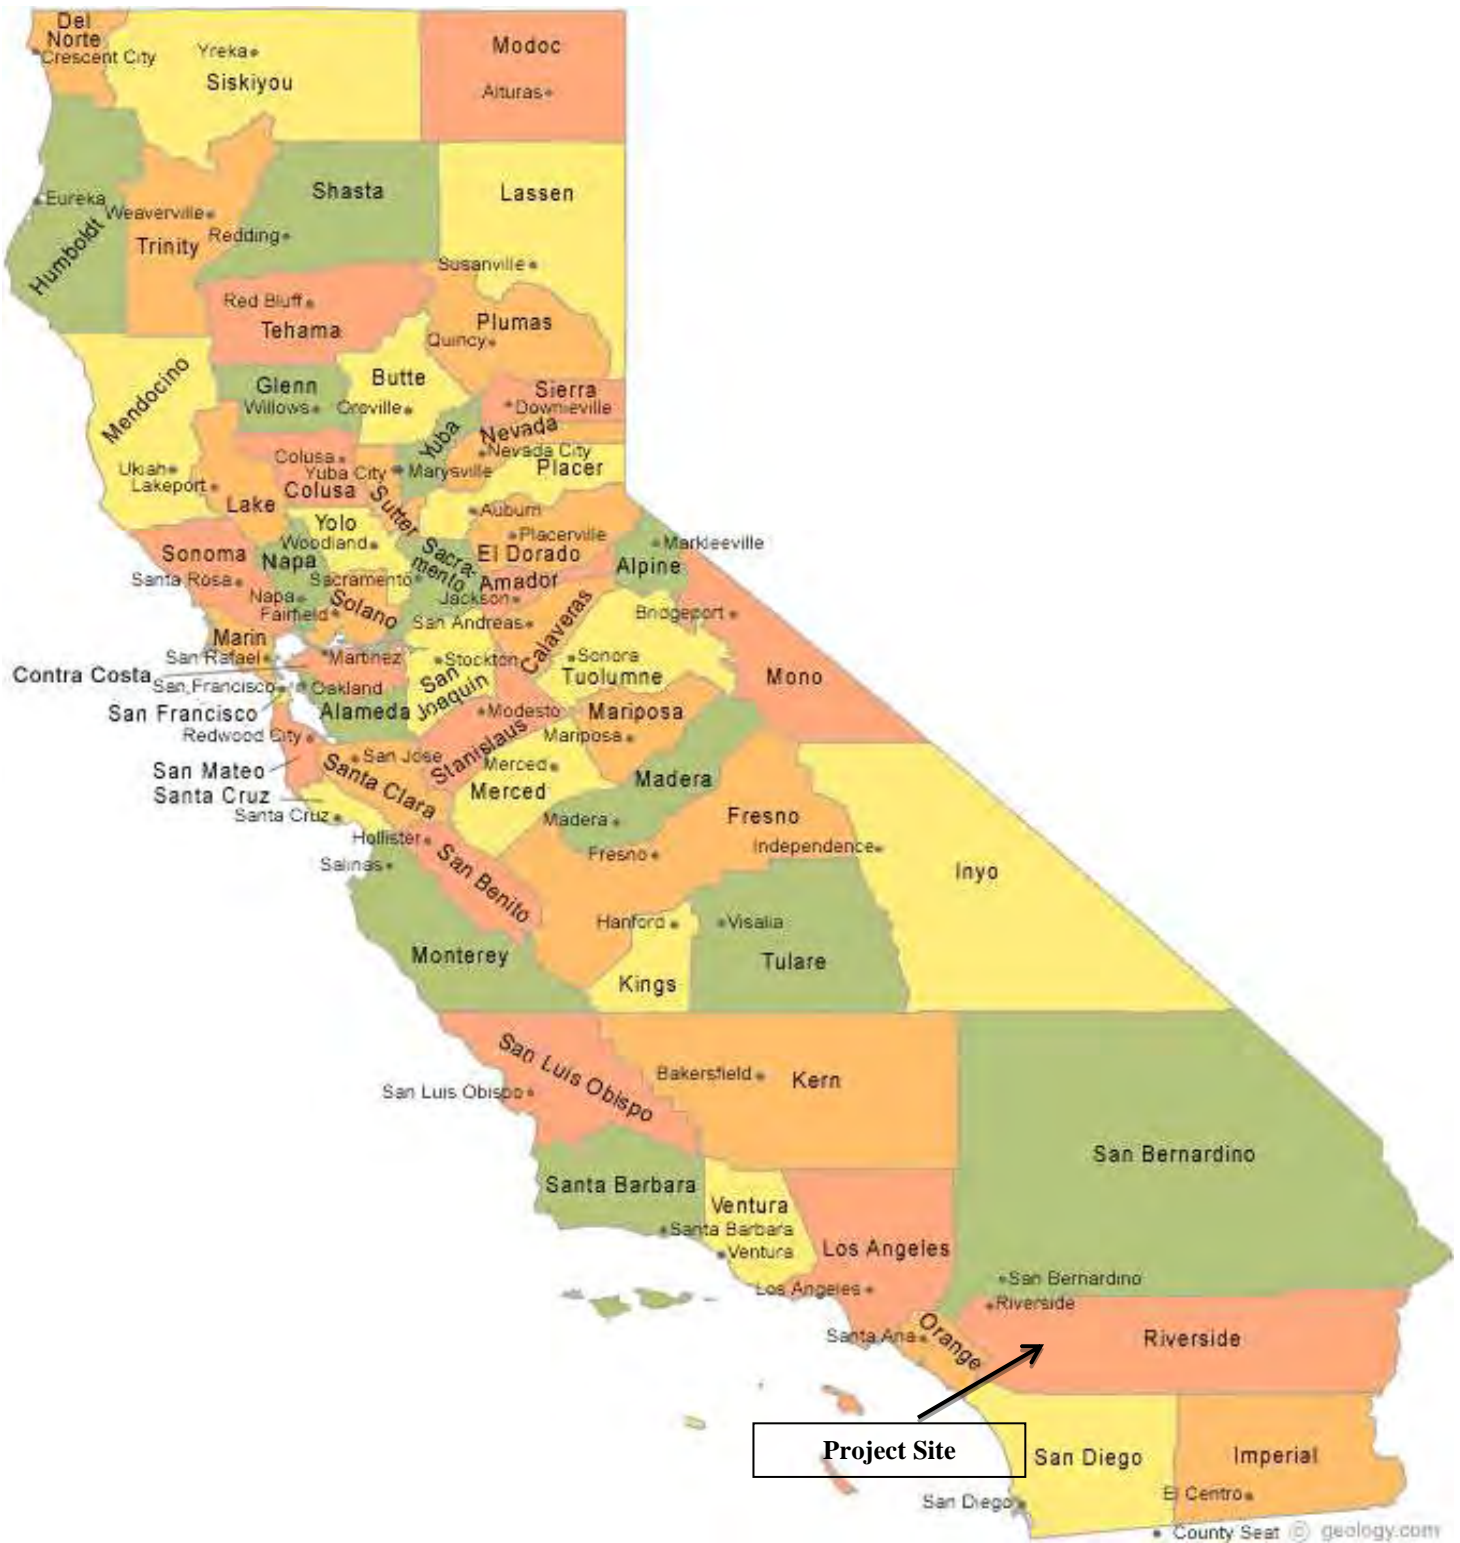 Del
Norte
Crescent City
Yreka
Siskiyou
Modoc
Alturas
Eureka
Humboldt
Weaverville
Trinity
Shasta
Redding
Lassen
Susanville
Red Bluff
Tehama
Plumas
Quincy
Mendocino
Ukiah
Glenn
Willows
Butte
Oroville
Sierra
Downieville
Yuba
Nevada
Nevada City
Placer
Colusa
Yuba City
Marysville
Colusa
Lakeport
Lake
Sutter
Auburn
Yolo
Woodland
Placerville
El Dorado
Sonoma
Napa
Sacra-
mento
Markleeville
Alpine
Santa Rosa
Sacramento
Amador
Napa
Solano
Jackson
Fairfield
San Andreas
Calaveras
Bridgeport
Marin
San Rafael
Martinez
Stockton
Sonora
Tuolumne
Mono
Contra Costa
San Francisco
Oakland
San
Joaquin
San Francisco
Alameda
Modesto
Mariposa
Redwood City
Stanislaus
Mariposa
San Jose
Santa Clara
San Mateo
Merced
Merced
Madera
Santa Cruz
Santa Cruz
Madera
Fresno
Hollister
San Benito
Fresno
Independence
Salinas
Inyo
Hanford
Visalia
Monterey
Tulare
Kings
San Luis Obispo
San Luis Obispo
Bakersfield
Kern
San Bernardino
Santa Barbara
Ventura
Santa Barbara
Ventura
Los Angeles
Los Angeles
San Bernardino
Riverside
Santa Ana
Orange
Riverside
Project Site
San Diego
Imperial
San Diego
El Centro
County Seat © geology.com